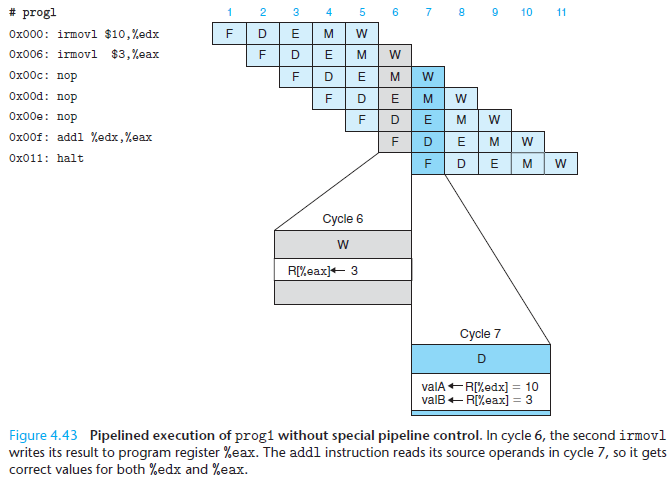 # prog1 1 2 3 4 5 6 7 8 9 10 11
0x000: irmovl $10,%edx F D E M W
0x006: irmovl $3,%eax F D E M W
0x00c: nop F D E M W
0x00d: nop F D E M W
0x00e: nop F D E M W
0x00f: addl %edx,%eax F D E M W
0x011: halt F D E M W
Cycle 6
W
R[%eax]← 3
Cycle 7
D
valA ← R[%edx] = 10
valB ← R[%eax] = 3
Figure 4.43 Pipelined execution of prog1 without special pipeline control. In cycle 6, the second irmovl
writes its result to program register %eax. The addl instruction reads its source operands in cycle 7, so it gets
correct values for both %edx and %eax.